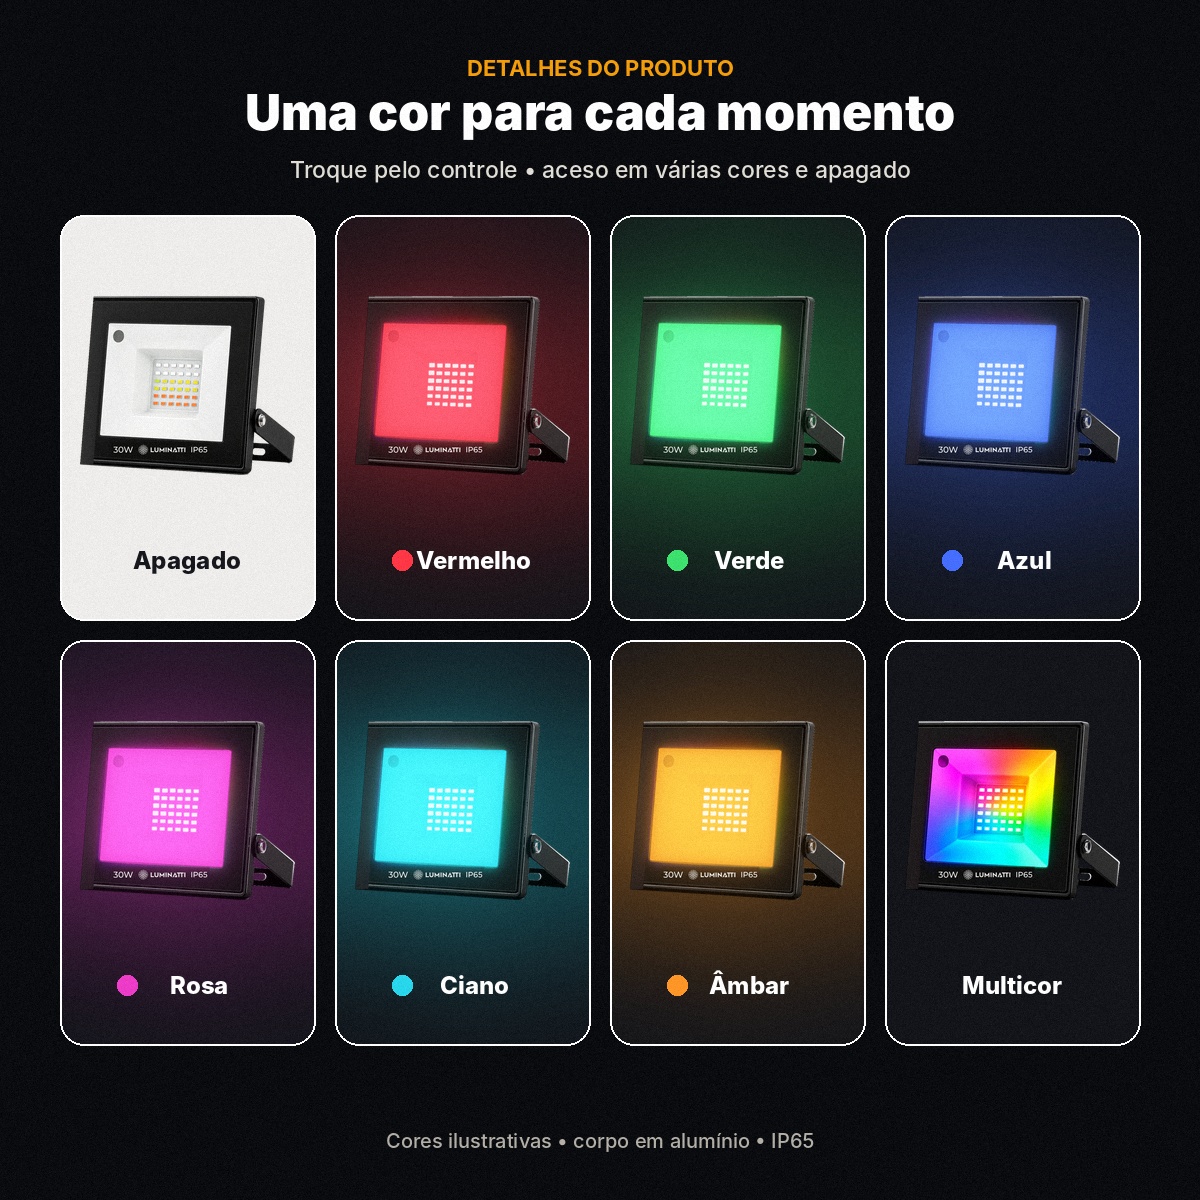 DETALHES DO PRODUTO
Uma cor para cada momento
Troque pelo controle • aceso em várias cores e apagado
30W LUMINATTI IP65
30W LUMINATTI IP65
30W LUMINATTI IP65
30W LUMINATTI IP65
Apagado
Vermelho
Verde
Azul
30W LUMINATTI IP65
30W LUMINATTI IP65
30W LUMINATTI IP65
30W LUMINATTI IP65
Rosa
Ciano
Âmbar
Multicor
Cores ilustrativas • corpo em alumínio • IP65